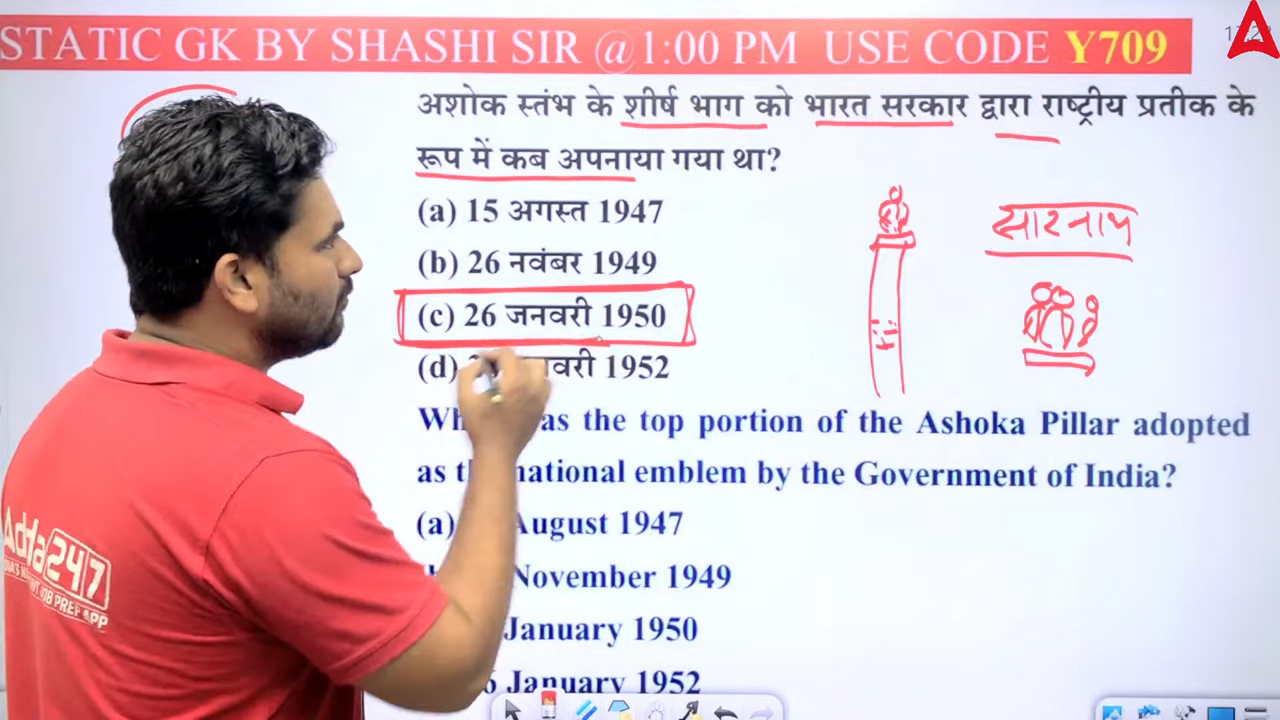 STATIC GK BY SHASHI SIR @1:00 PM USE CODE Y709
अशोक स्तंभ के शीर्ष भाग को भारत सरकार द्वारा राष्ट्रीय प्रतीक के
रूप में कब अपनाया गया था?
(a) 15 अगस्त 1947
(b) 26 नवंबर 1949
(c) 26 जनवरी 1950
(d) 1952
सारनाथ
as the top portion of the Ashoka Pillar adopted
as national emblem by the Government of India?
(a) August 1947
November 1949
January 1950
January 1952
Adda247